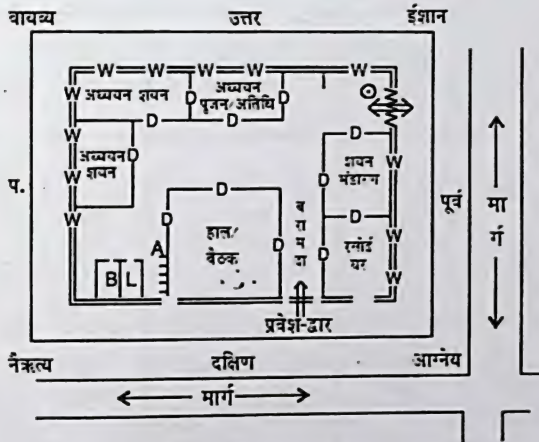 वायव्य उत्तर ईशान
W W W W W
अध्ययन शयन
अध्ययन
पूजन/अतिथि
W D D
D D
W
अध्ययन
शयन
D
D
शयन
W
W
D
W
प.
पूर्व
मार्ग
W
D
D
D
A
हाल/
बैठक
D
बरामदा
D
रसोई
घर
W
W
B L
प्रवेश-द्वार
नैऋत्य दक्षिण आग्नेय
मार्ग